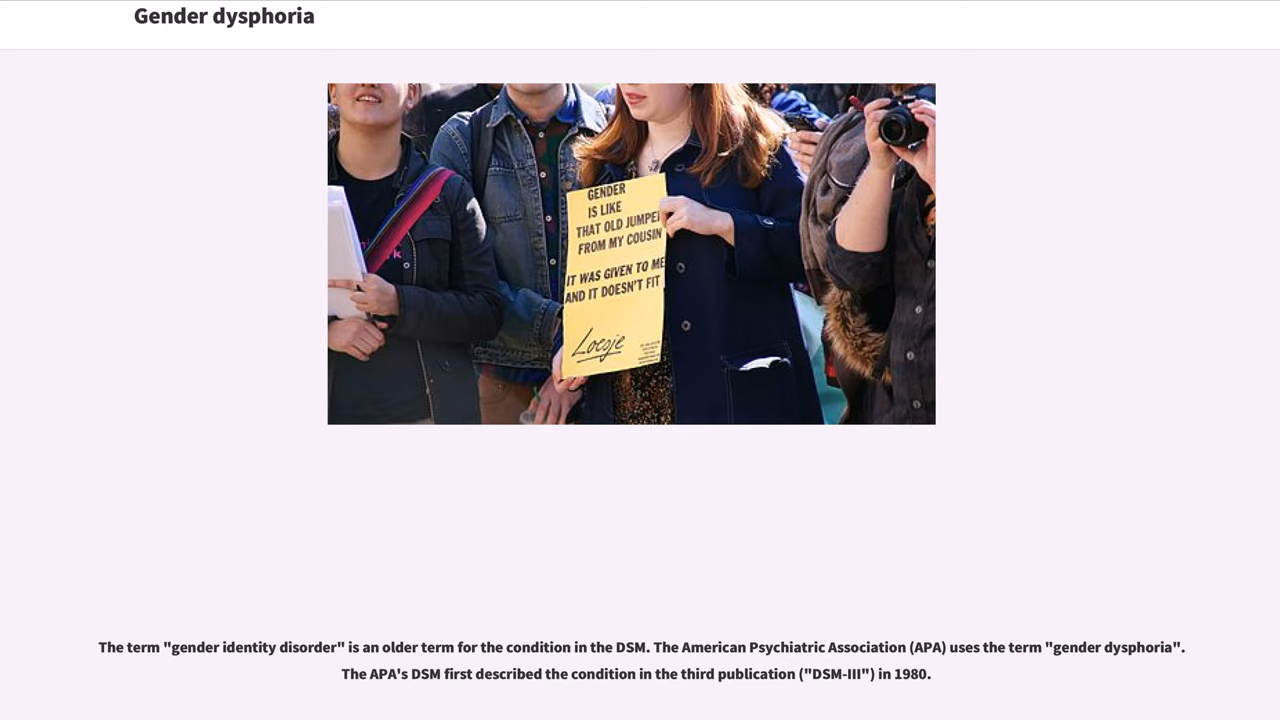 Gender dysphoria
GENDER
IS LIKE
THAT OLD JUMPER
FROM MY COUSIN
IT WAS GIVEN TO ME
AND IT DOESN'T FIT
Loesje
The term "gender identity disorder" is an older term for the condition in the DSM. The American Psychiatric Association (APA) uses the term "gender dysphoria".
The APA's DSM first described the condition in the third publication ("DSM-III") in 1980.